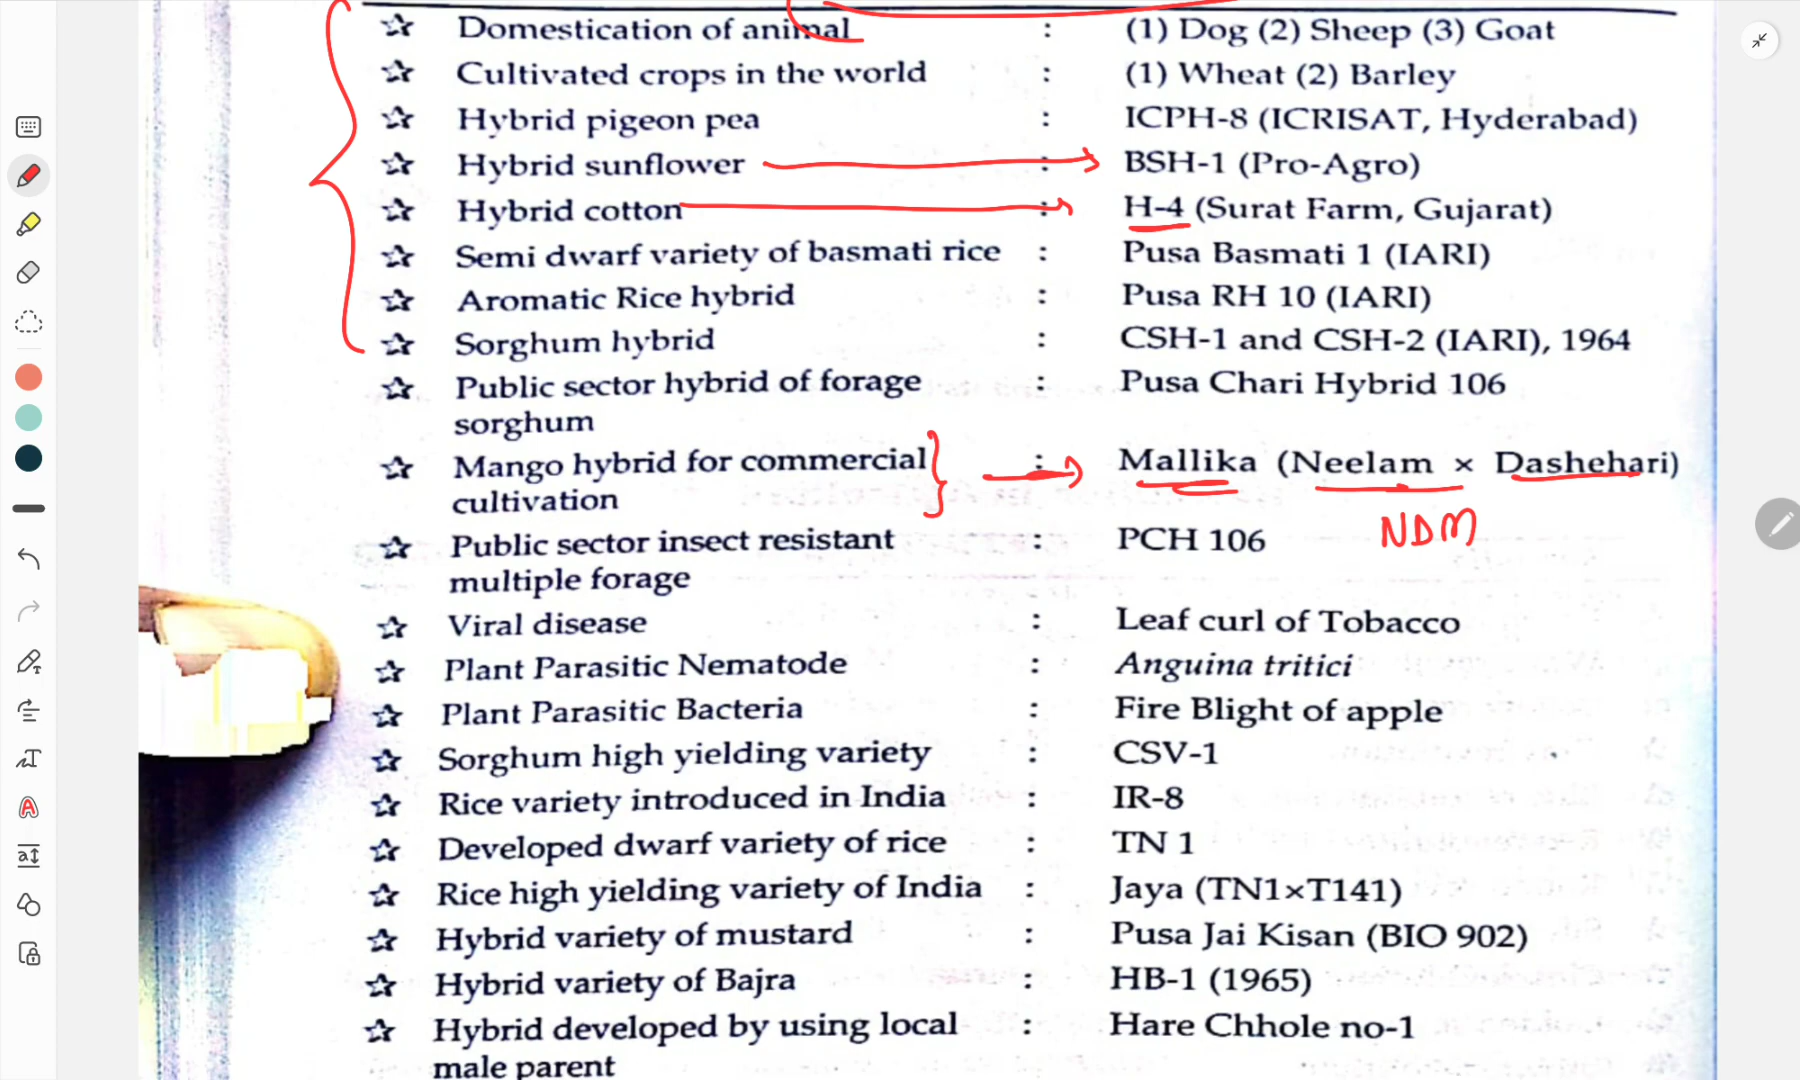 ☆ Domestication of animal : (1) Dog (2) Sheep (3) Goat
☆ Cultivated crops in the world : (1) Wheat (2) Barley
☆ Hybrid pigeon pea : ICPH-8 (ICRISAT, Hyderabad)
☆ Hybrid sunflower : BSH-1 (Pro-Agro)
☆ Hybrid cotton : H-4 (Surat Farm, Gujarat)
☆ Semi dwarf variety of basmati rice : Pusa Basmati 1 (IARI)
☆ Aromatic Rice hybrid : Pusa RH 10 (IARI)
☆ Sorghum hybrid : CSH-1 and CSH-2 (IARI), 1964
☆ Public sector hybrid of forage : Pusa Chari Hybrid 106
sorghum
☆ Mango hybrid for commercial : Mallika (Neelam × Dashehari)
cultivation
NDM
☆ Public sector insect resistant : PCH 106
multiple forage
☆ Viral disease : Leaf curl of Tobacco
☆ Plant Parasitic Nematode : Anguina tritici
☆ Plant Parasitic Bacteria : Fire Blight of apple
☆ Sorghum high yielding variety : CSV-1
☆ Rice variety introduced in India : IR-8
☆ Developed dwarf variety of rice : TN 1
☆ Rice high yielding variety of India : Jaya (TN1×T141)
☆ Hybrid variety of mustard : Pusa Jai Kisan (BIO 902)
☆ Hybrid variety of Bajra : HB-1 (1965)
☆ Hybrid developed by using local : Hare Chhole no-1
male parent